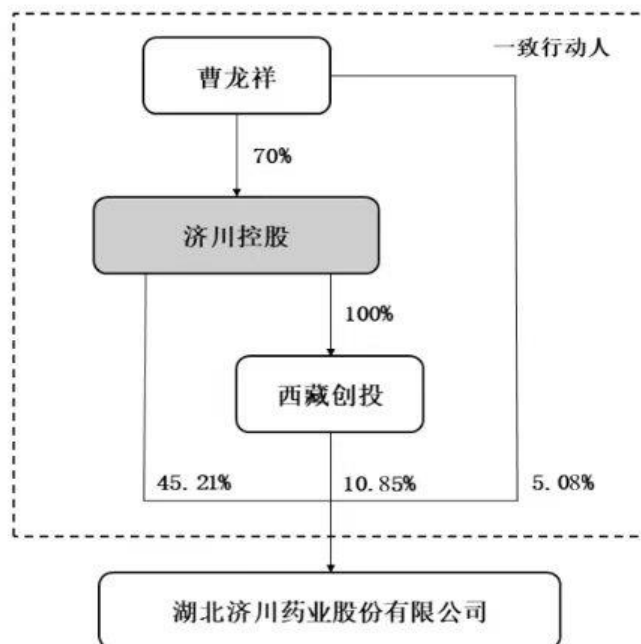 一致行动人
曹龙祥
70%
济川控股
100%
西藏创投
45.21%
10.85%
5.08%
湖北济川药业股份有限公司